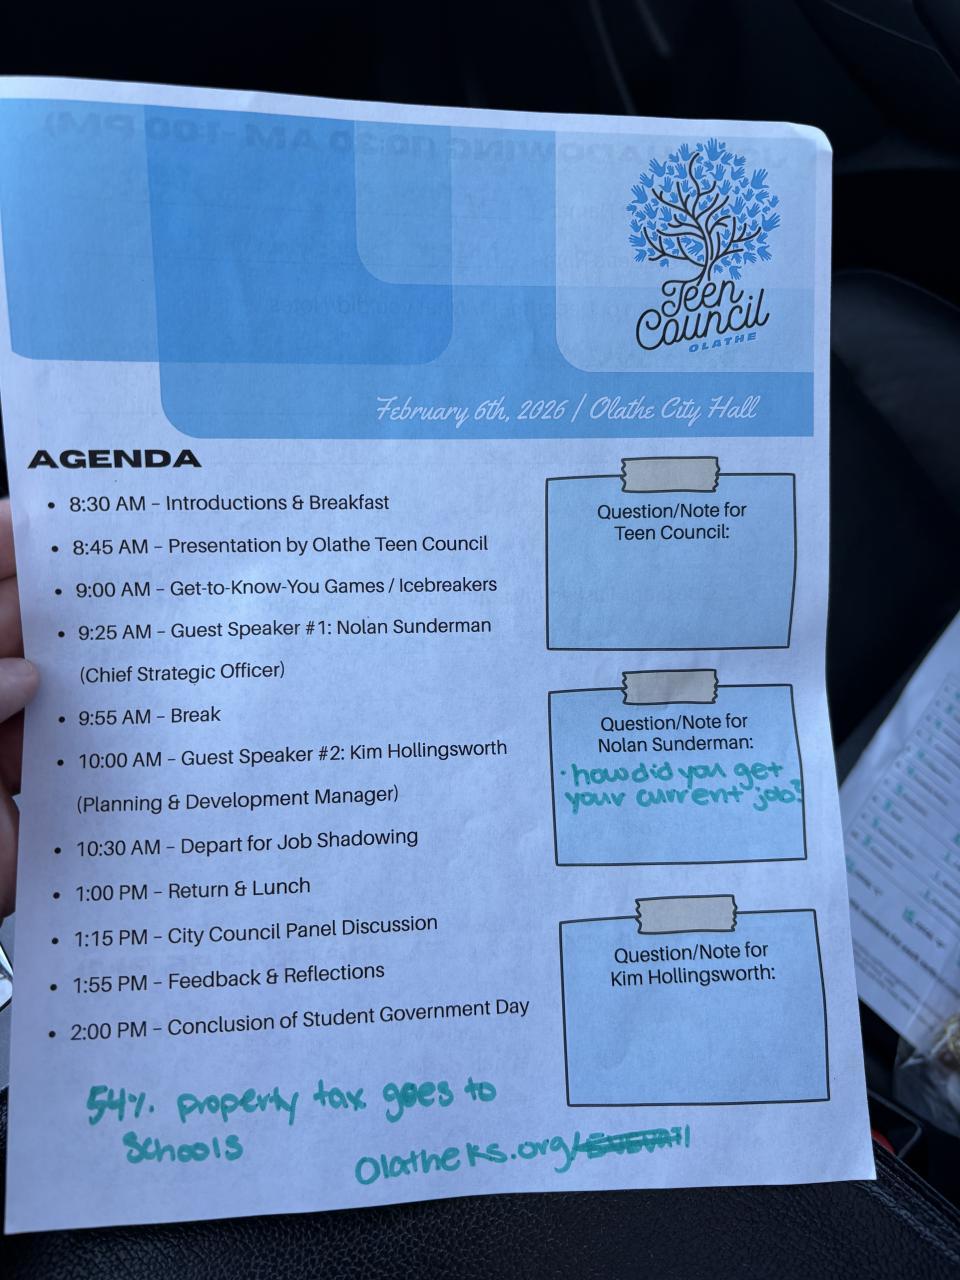 Teen
Council
OLATHE
February 6th, 2026 | Olathe City Hall
AGENDA
• 8:30 AM – Introductions & Breakfast
• 8:45 AM – Presentation by Olathe Teen Council
• 9:00 AM – Get-to-Know-You Games / Icebreakers
• 9:25 AM – Guest Speaker #1: Nolan Sunderman
(Chief Strategic Officer)
• 9:55 AM – Break
• 10:00 AM – Guest Speaker #2: Kim Hollingsworth
(Planning & Development Manager)
• 10:30 AM – Depart for Job Shadowing
• 1:00 PM – Return & Lunch
• 1:15 PM – City Council Panel Discussion
• 1:55 PM – Feedback & Reflections
• 2:00 PM – Conclusion of Student Government Day
Question/Note for
Teen Council:
Question/Note for
Nolan Sunderman:
· how did you get
your current job?
Question/Note for
Kim Hollingsworth:
54% property tax goes to
schools
Olatheks.org/